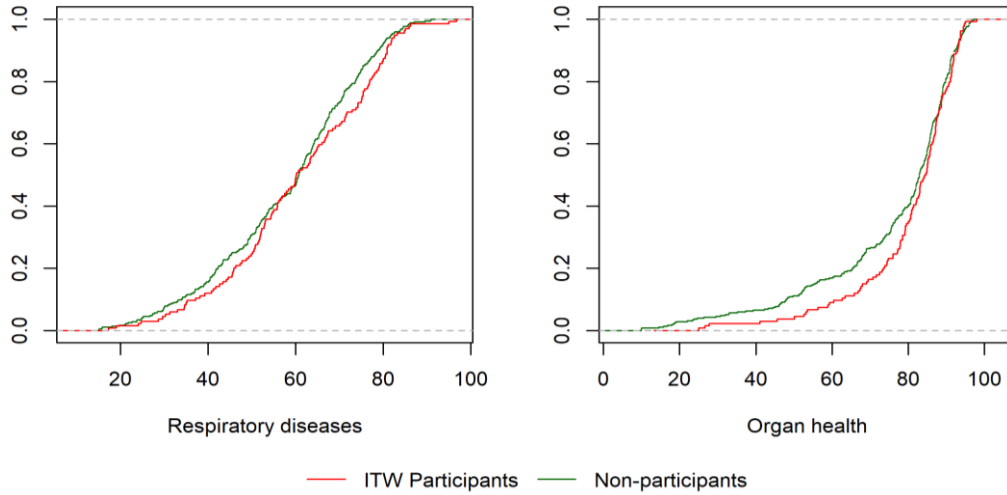 1.0
0.8
0.6
0.4
0.2
0.0
20 40 60 80 100
Respiratory diseases
1.0
0.8
0.6
0.4
0.2
0.0
0 20 40 60 80 100
Organ health
ITW Participants Non-participants